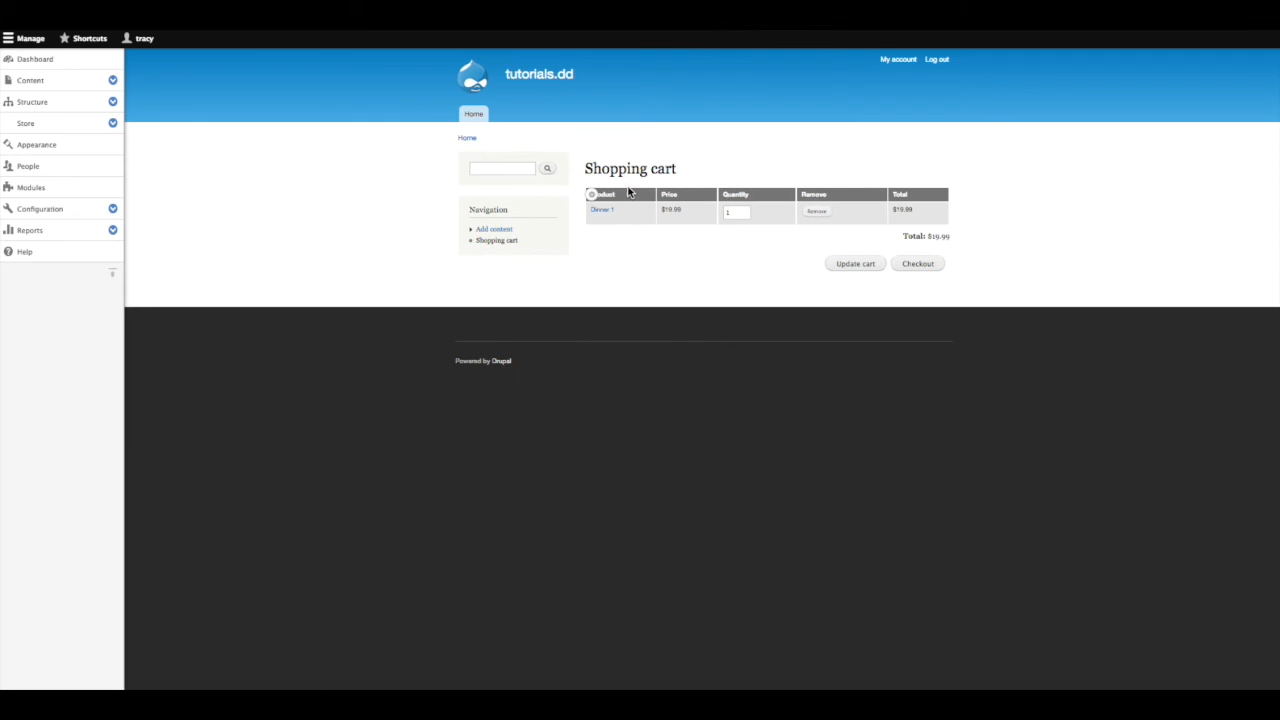 Manage Shortcuts tracy
Dashboard
Content
Structure
Store
Appearance
People
Modules
Configuration
Reports
Help
My account Log out
tutorials.dd
Home
Home
Shopping cart
Navigation
Add content
Shopping cart
Price Quantity Remove Total
Dinner 1 $19.99 1 Remove $19.99
Total: $19.99
Update cart Checkout
Powered by Drupal